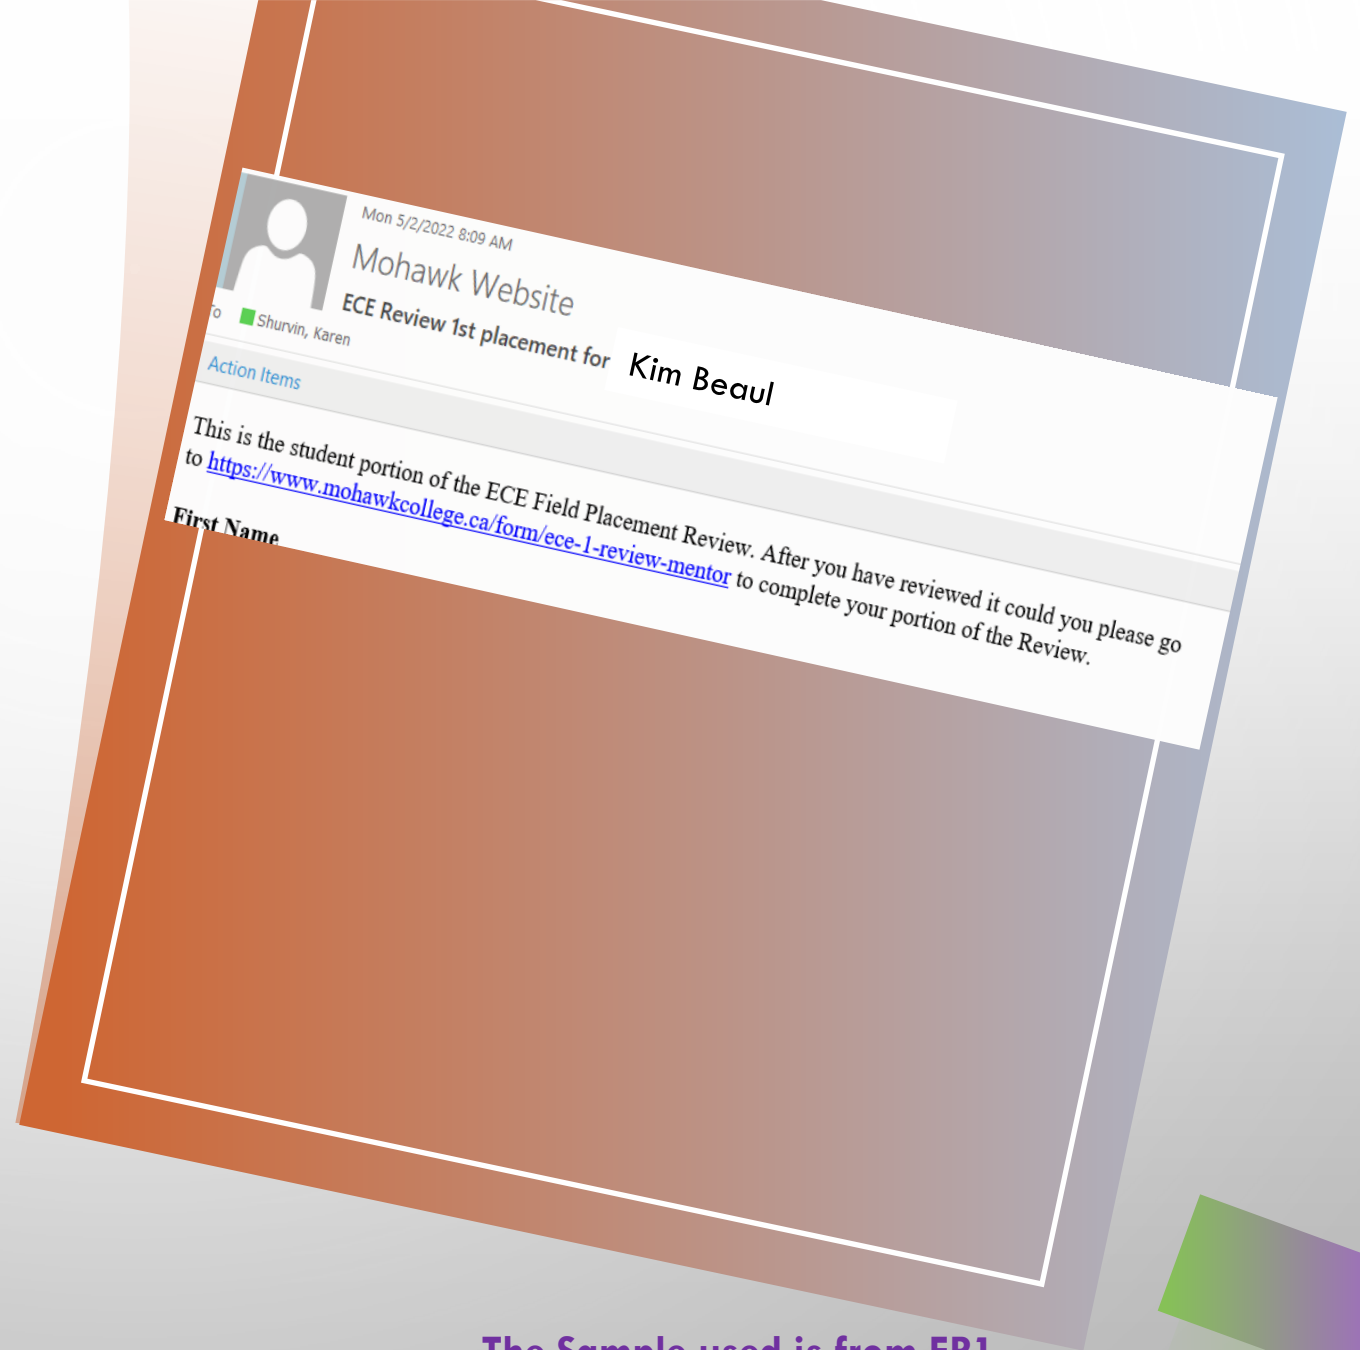 Mon 5/2/2022 8:09 AM
Mohawk Website
ECE Review 1st placement for Kim Beaul
To Shurvin, Karen
Action Items
This is the student portion of the ECE Field Placement Review. After you have reviewed it could you please go
to https://www.mohawkcollege.ca/form/ece-1-review-mentor to complete your portion of the Review.
First Name
The Sample used is from FP1